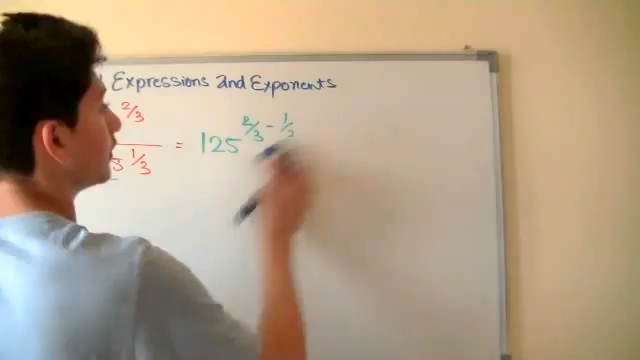 Expressions and Exponents
2/3
5 1/3 = 125 2/3 - 1/3